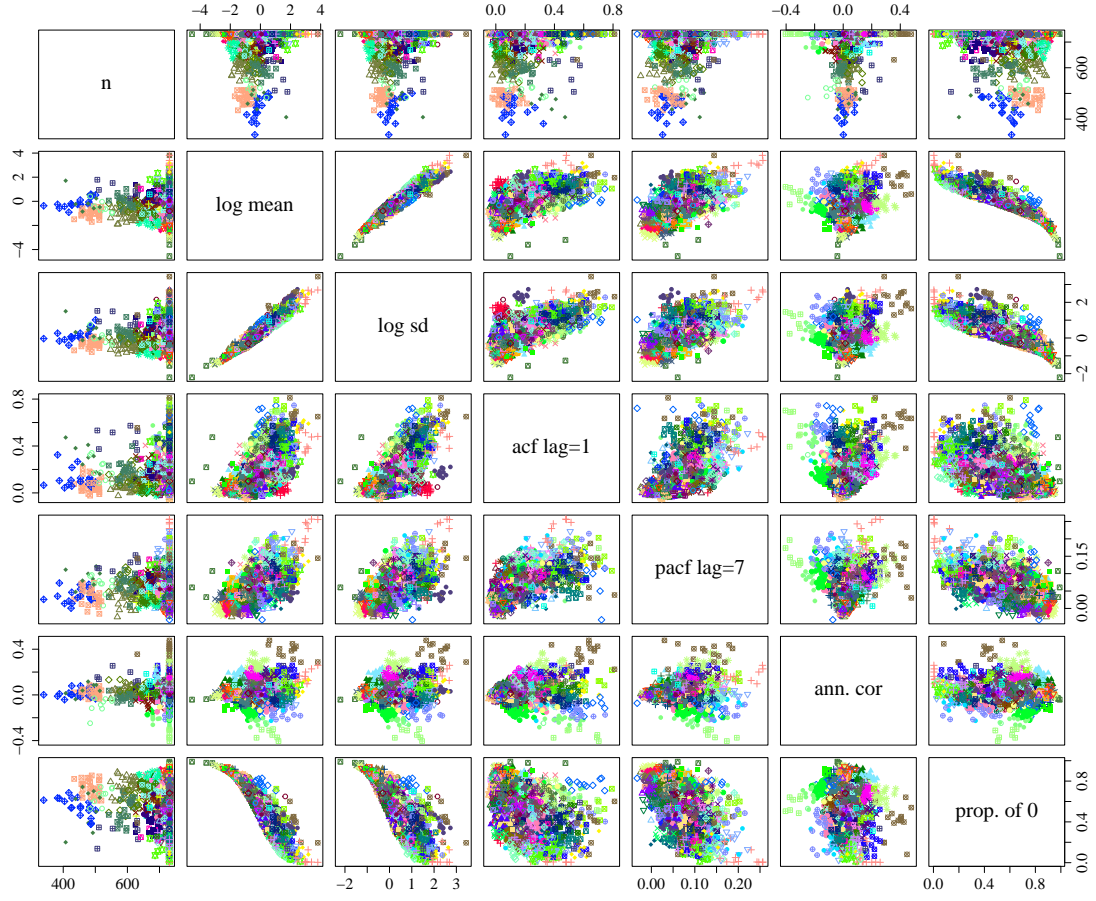 −4 −2 0 2 4
0.0 0.4 0.8
−0.4 0.0 0.4
n
400 600
−4 0 2 4
log mean
log sd
−2 0 2
0.0 0.4 0.8
acf lag=1
pacf lag=7
0.00 0.15
−0.4 0.0 0.4
ann. cor
prop. of 0
0.0 0.4 0.8
400 600
−2 0 1 2 3
0.00 0.10 0.20
0.0 0.4 0.8